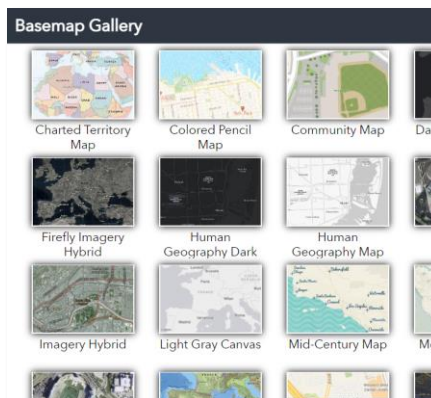 Basemap Gallery
Charted Territory
Map
Colored Pencil
Map
Community Map
Da
Firefly Imagery
Hybrid
Human
Geography Dark
Human
Geography Map
Imagery Hybrid
Light Gray Canvas
Mid-Century Map